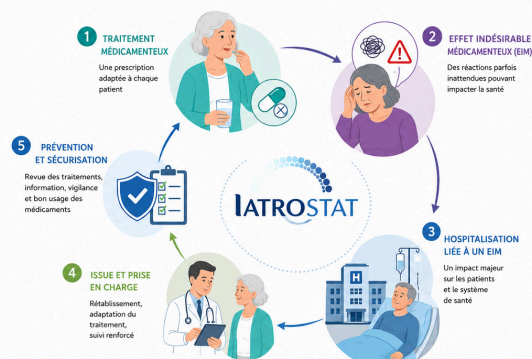 1 TRAITEMENT
MÉDICAMENTEUX
Une prescription
adaptée à chaque
patient
2 EFFET INDÉSIRABLE
MÉDICAMENTEUX (EIM)
Des réactions parfois
inattendues pouvant
impacter la santé
3 HOSPITALISATION
LIÉE À UN EIM
Un impact majeur
sur les patients
et le système
de santé
H
4 ISSUE ET PRISE
EN CHARGE
Rétablissement,
adaptation du
traitement,
suivi renforcé
5 PRÉVENTION
ET SÉCURISATION
Revue des traitements,
information, vigilance
et bon usage des
médicaments
IATROSTAT